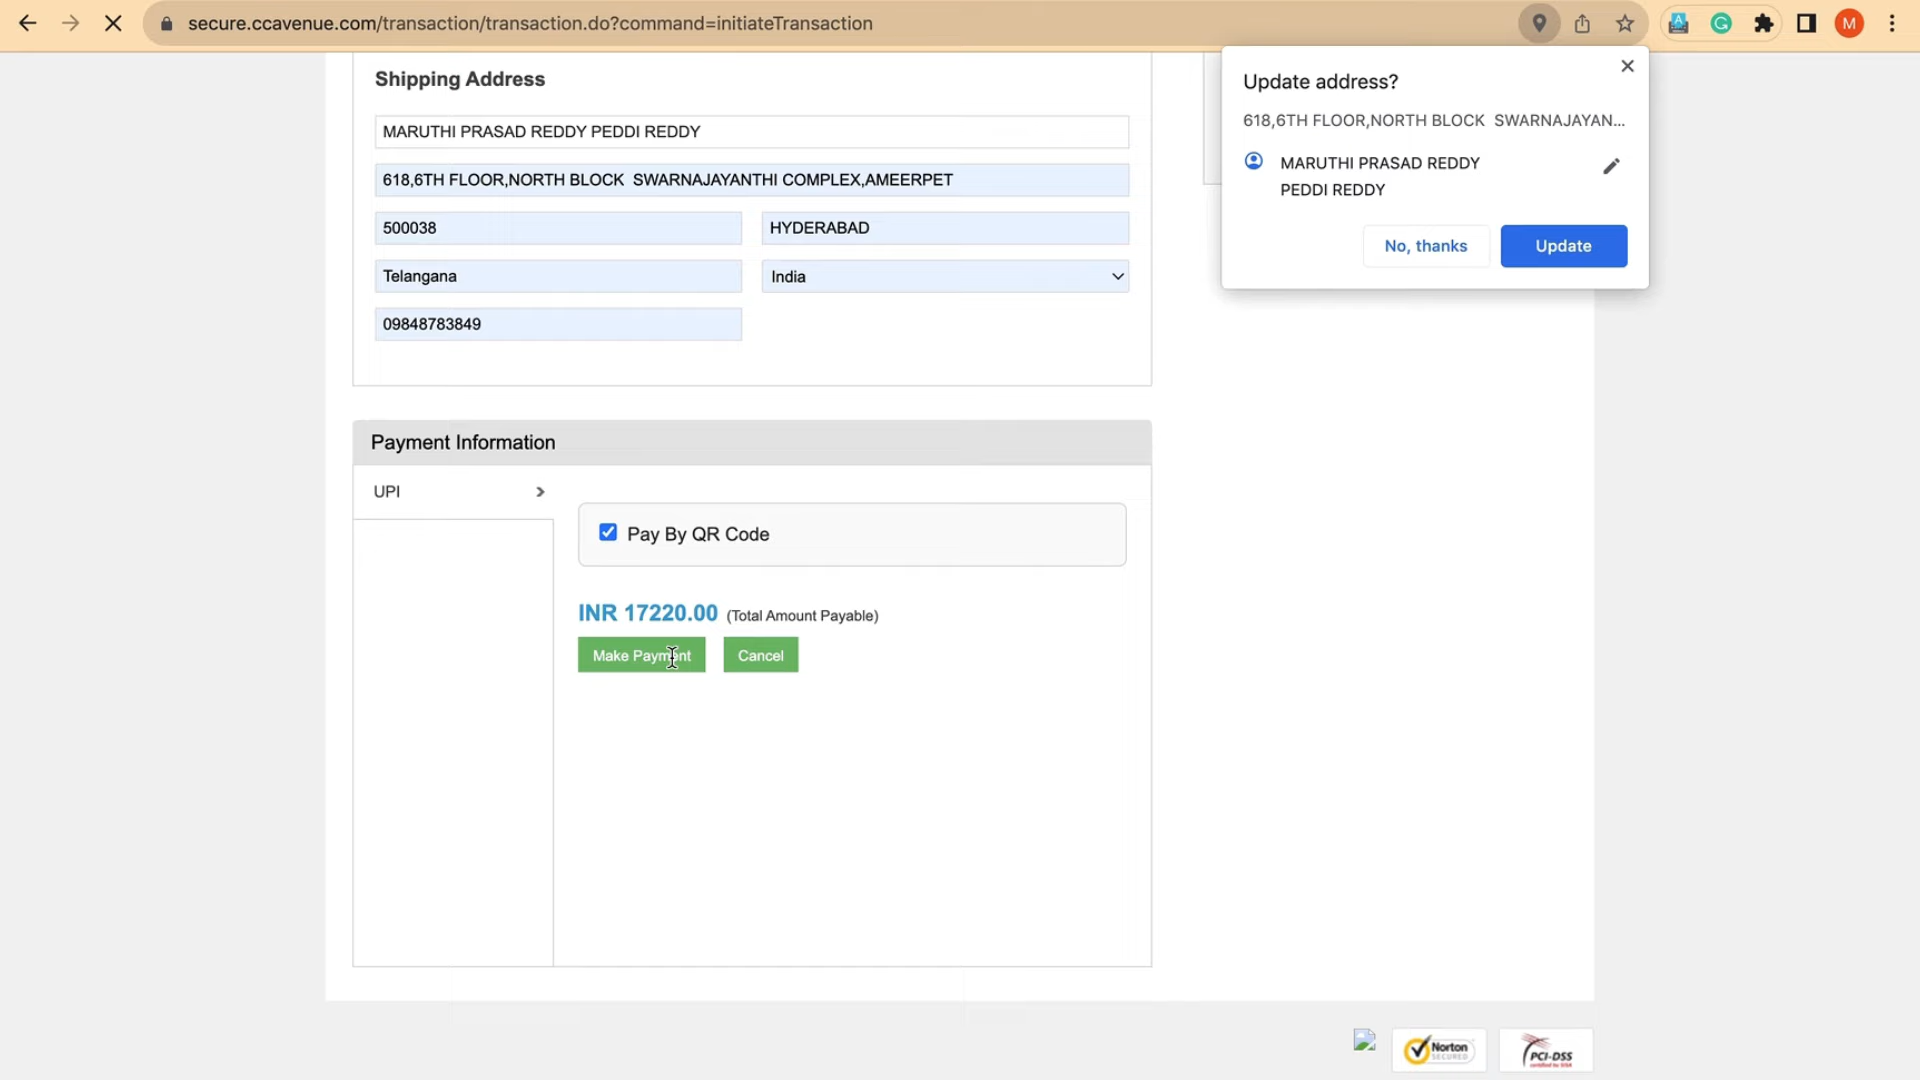 secure.ccavenue.com/transaction/transaction.do?command=initiateTransaction
M
Shipping Address
MARUTHI PRASAD REDDY PEDDI REDDY
618,6TH FLOOR,NORTH BLOCK  SWARNAJAYANTHI COMPLEX,AMEERPET
500038
HYDERABAD
Telangana
India
09848783849
Update address?
618,6TH FLOOR,NORTH BLOCK  SWARNAJAYAN...
MARUTHI PRASAD REDDY
PEDDI REDDY
No, thanks
Update
Payment Information
UPI
Pay By QR Code
INR 17220.00 (Total Amount Payable)
Make Payment
Cancel
Norton
SECURED
PCI-DSS